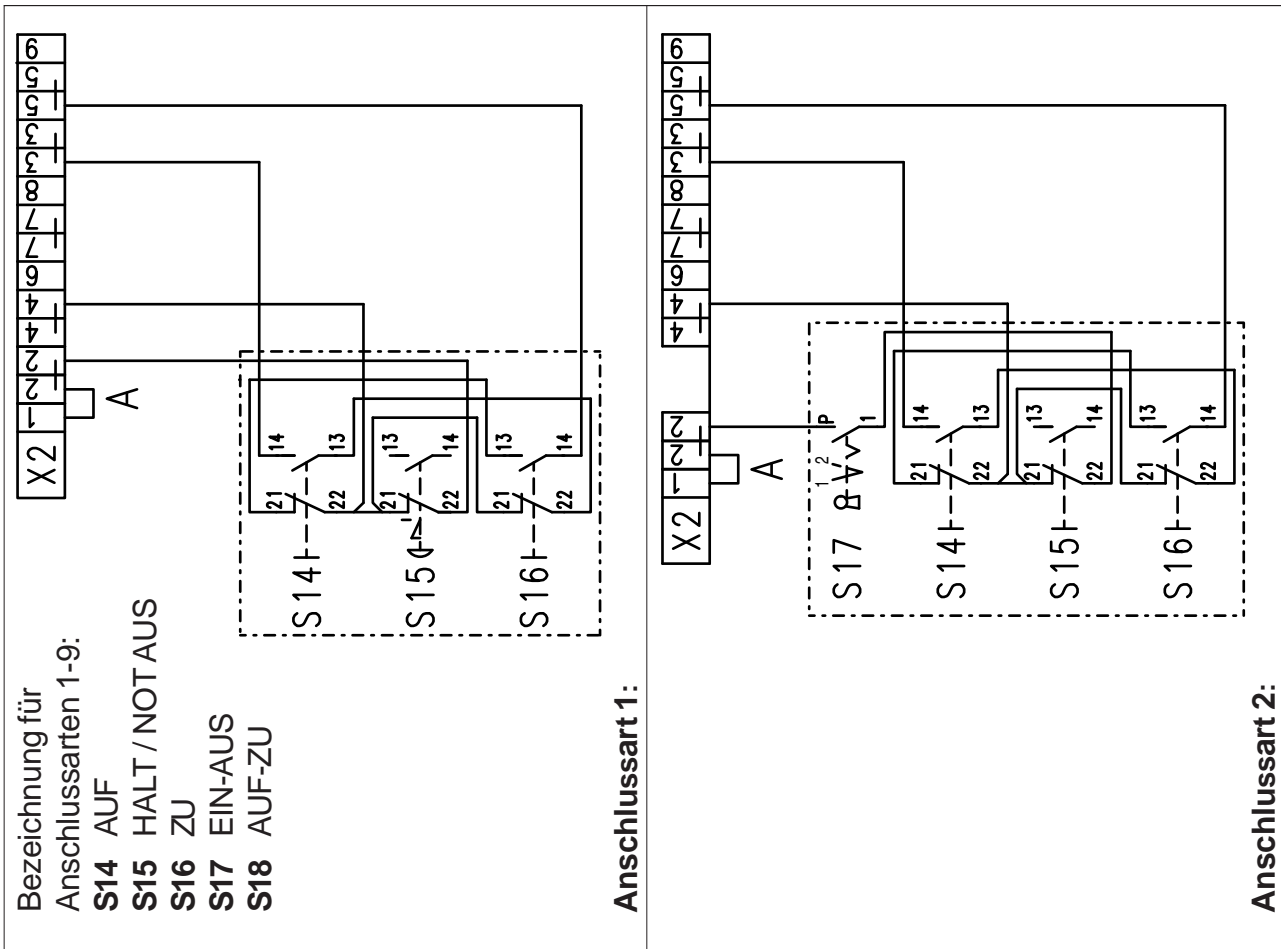 Bezeichnung für
Anschlussarten 1-9:
S14 AUF
S15 HALT / NOT AUS
S16 ZU
S17 EIN-AUS
S18 AUF-ZU
X2 1 2 2 4 4 6 7 7 8 3 3 5 5 9
A
S14 21 22 14 13
S15 21 22 13 14
S16 21 22 13 14
Anschlussart 1:
X2 1 2 2 4 4 6 7 7 8 3 3 5 5 9
A
S17 1 2 P 1
S14 21 22 14 13
S15 21 22 13 14
S16 21 22 13 14
Anschlussart 2: